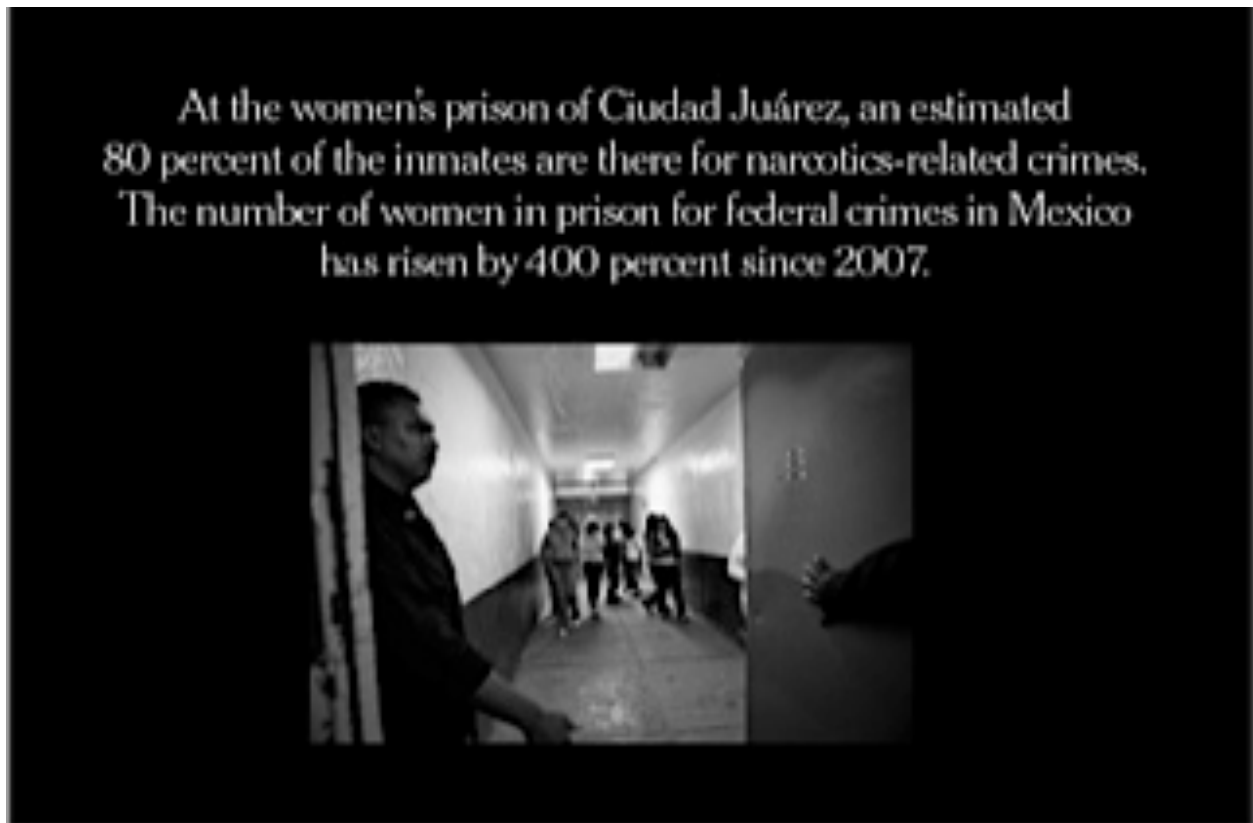 At the women's prison of Ciudad Juárez, an estimated
80 percent of the inmates are there for narcotics-related crimes.
The number of women in prison for federal crimes in Mexico
has risen by 400 percent since 2007.